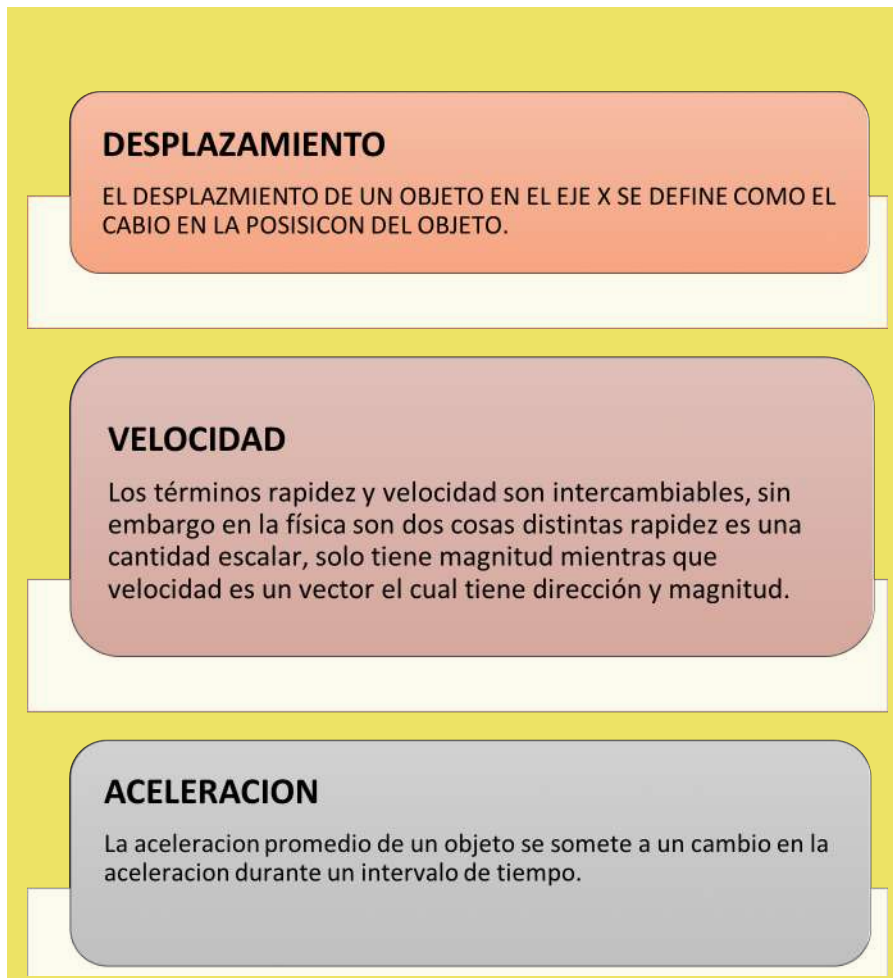 DESPLAZAMIENTO
EL DESPLAZMIENTO DE UN OBJETO EN EL EJE X SE DEFINE COMO EL
CABIO EN LA POSISICON DEL OBJETO.
VELOCIDAD
Los términos rapidez y velocidad son intercambiables, sin
embargo en la física son dos cosas distintas rapidez es una
cantidad escalar, solo tiene magnitud mientras que
velocidad es un vector el cual tiene dirección y magnitud.
ACELERACION
La aceleracion promedio de un objeto se somete a un cambio en la
aceleracion durante un intervalo de tiempo.